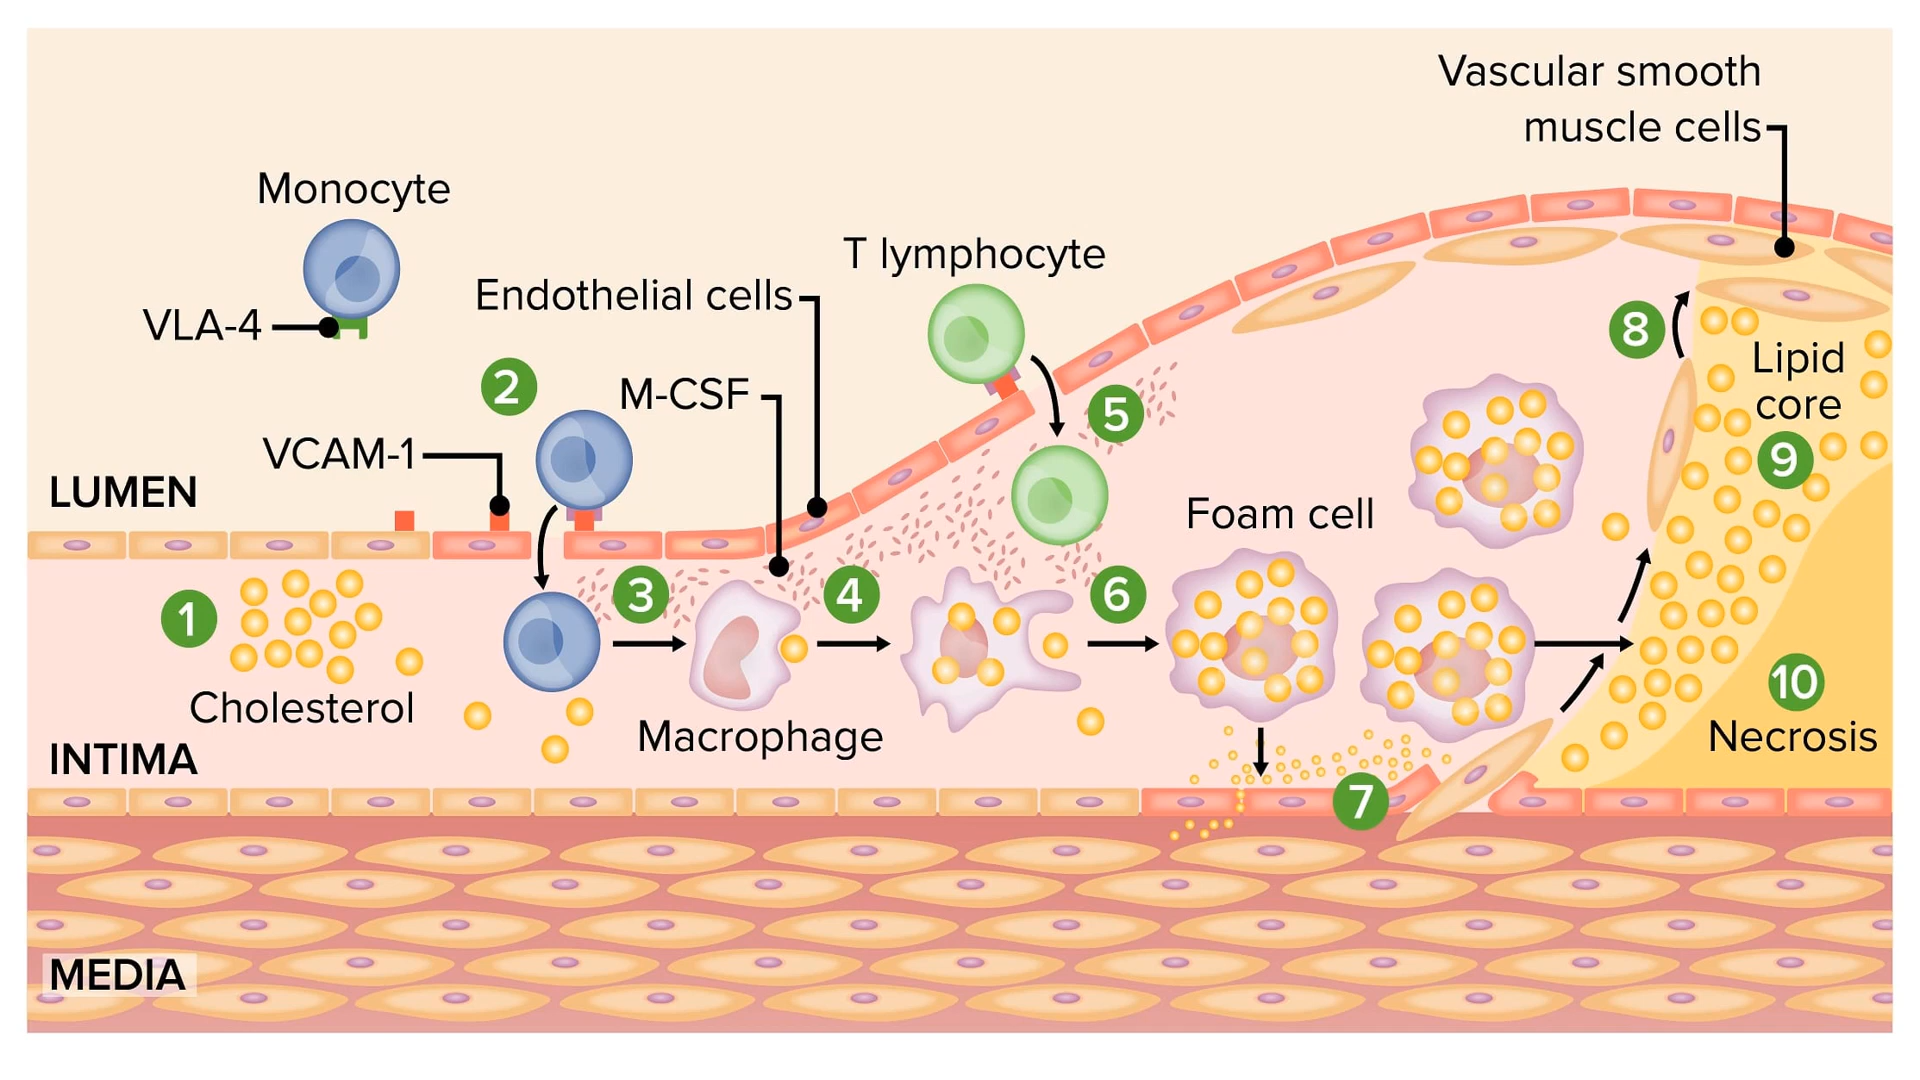 Vascular smooth
muscle cells
Monocyte
T lymphocyte
Endothelial cells
VLA-4
8
Lipid
core
2
M-CSF
5
VCAM-1
9
LUMEN
Foam cell
1
3
4
6
Cholesterol
10
Macrophage
Necrosis
INTIMA
7
MEDIA